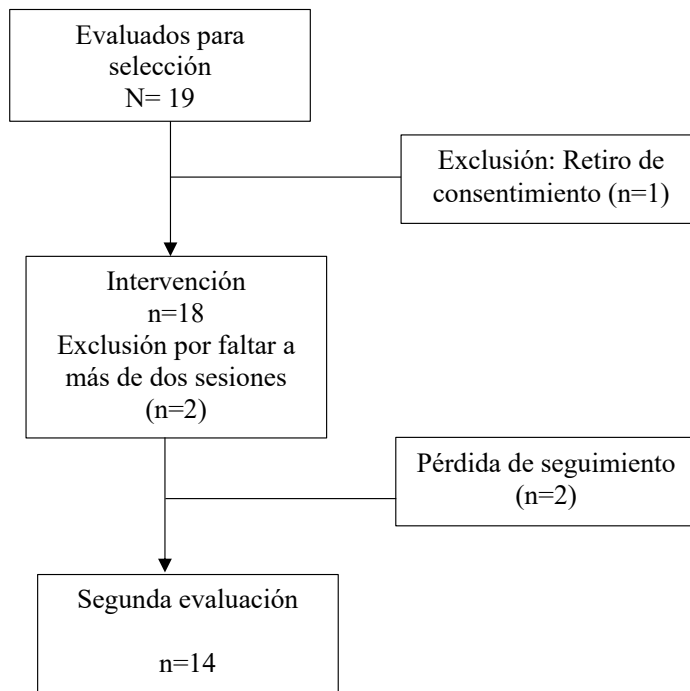 Evaluados para
selección
N= 19
Exclusión: Retiro de
consentimiento (n=1)
Intervención
n=18
Exclusión por faltar a
más de dos sesiones
(n=2)
Pérdida de seguimiento
(n=2)
Segunda evaluación
n=14